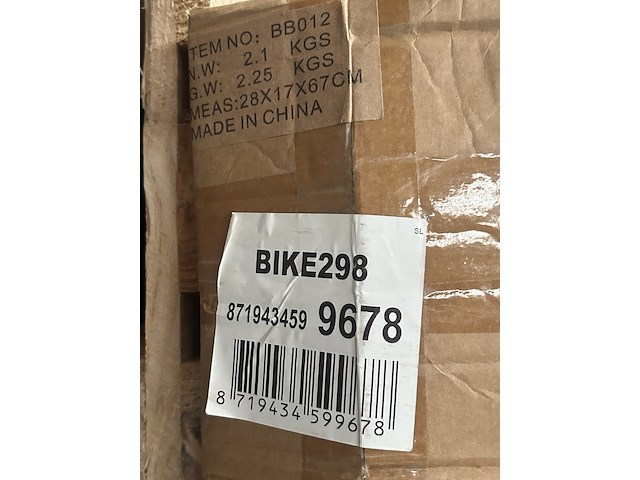 TEM NO: BB012
N.W: 2.1 KGS
G.W: 2.25 KGS
MEAS:28X17X67CM
MADE IN CHINA
SL
BIKE298
871943459 9678
8 719434 599678